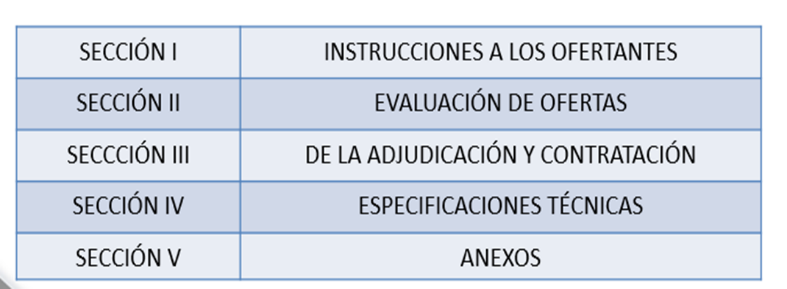 SECCIÓN I INSTRUCCIONES A LOS OFERTANTES
SECCIÓN II EVALUACIÓN DE OFERTAS
SECCCIÓN III DE LA ADJUDICACIÓN Y CONTRATACIÓN
SECCIÓN IV ESPECIFICACIONES TÉCNICAS
SECCIÓN V ANEXOS